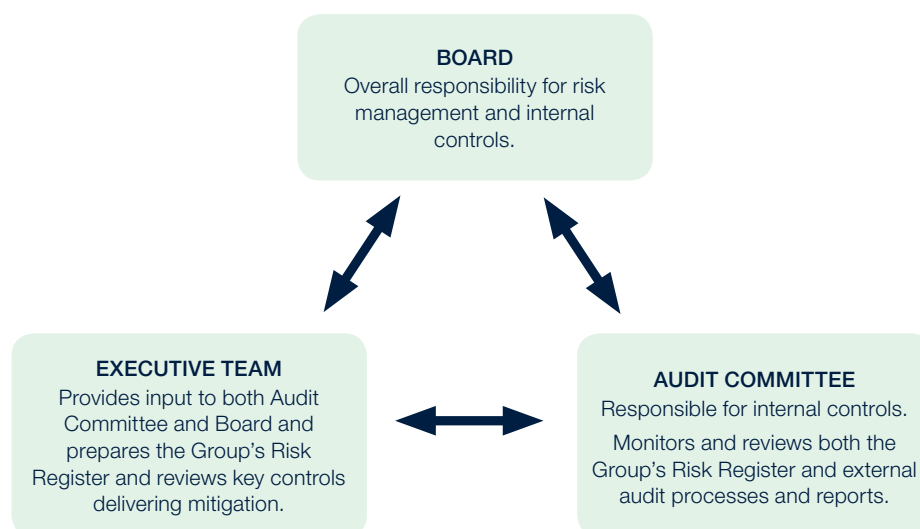 BOARD
Overall responsibility for risk
management and internal
controls.
EXECUTIVE TEAM
Provides input to both Audit
Committee and Board and
prepares the Group’s Risk
Register and reviews key controls
delivering mitigation.
AUDIT COMMITTEE
Responsible for internal controls.
Monitors and reviews both the
Group’s Risk Register and external
audit processes and reports.